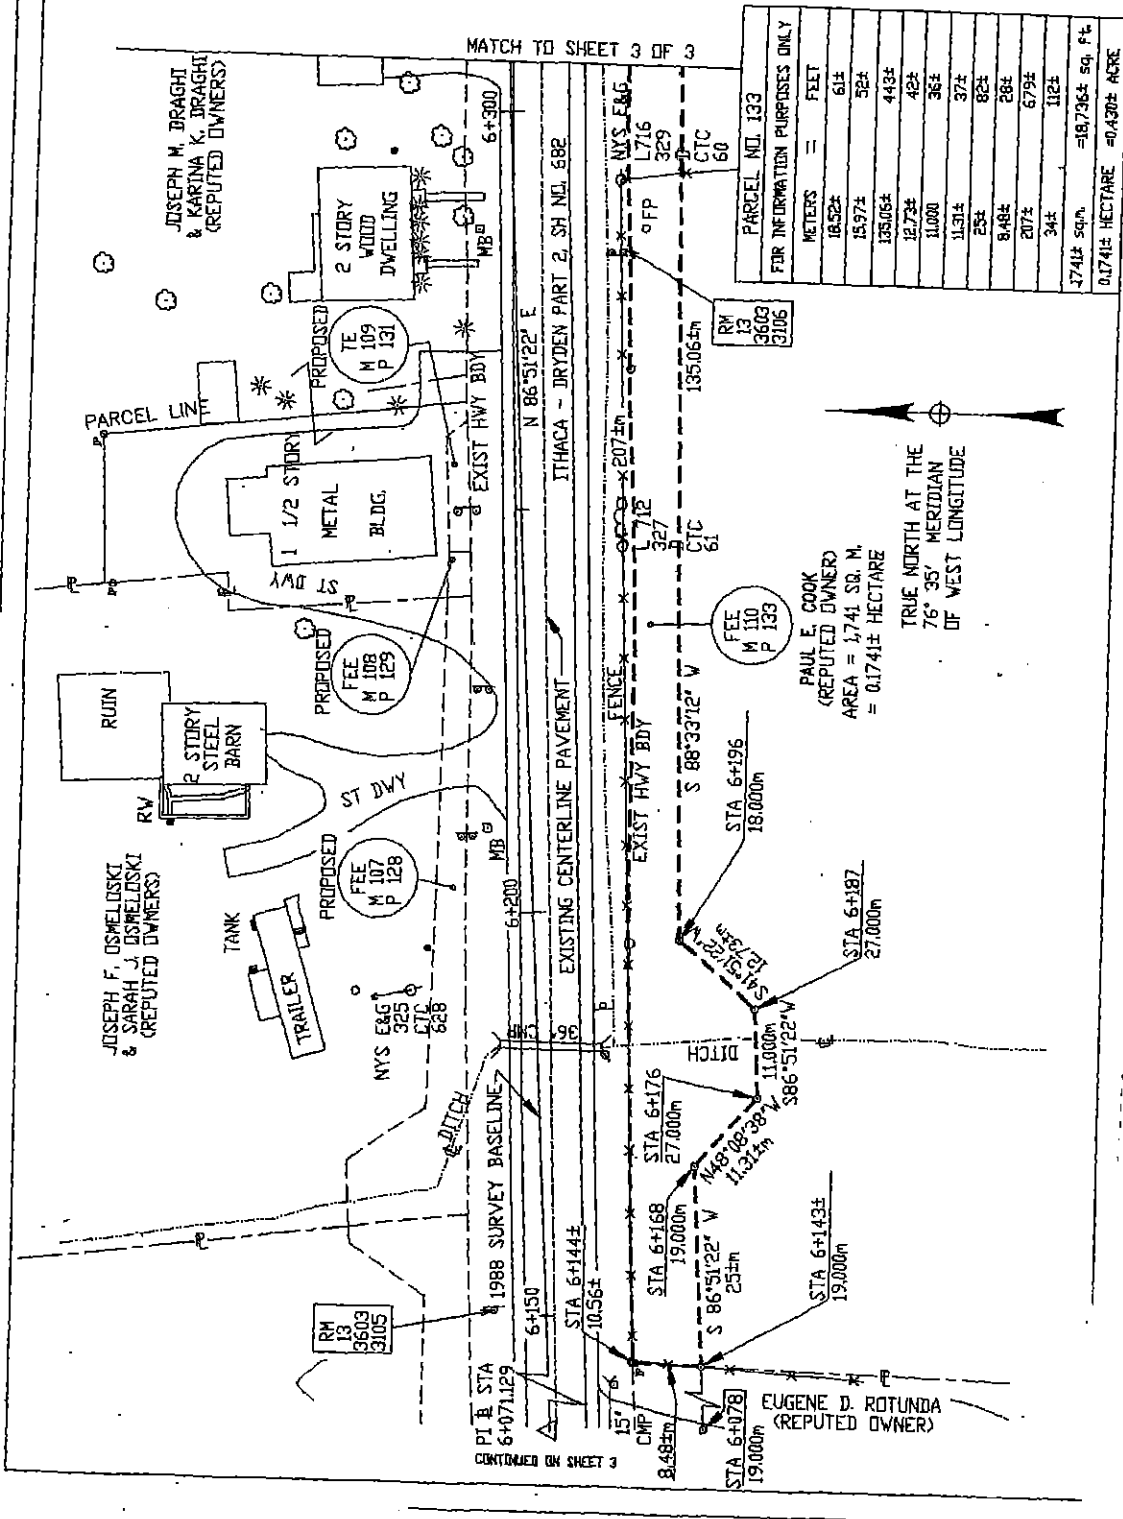 MATCH TO SHEET 3 OF 3
JOSEPH M. DRAGHI
& KARINA K. DRAGHI
(REPUTED OWNERS)
6+300
2 STORY
WOOD
DWELLING
MB
PROPOSED
TE
M 109
P 131
PARCEL LINE
EXIST HWY BDY
N 86°51'22" E
ITHACA - DRYDEN PART 2, SH NO. 682
NYS E&G
L716
329
CTC
60
FP
RM
13
3603
3106
135.06±m
207±m
PARCEL NO. 133
FOR INFORMATION PURPOSES ONLY
METERS = FEET
18.52± 61±
15.97± 52±
135.06± 443±
12.73± 42±
11.000 36±
11.31± 37±
25± 82±
8.48± 28±
207± 679±
34± 112±
1741± sq.m. =18,736± sq. ft.
0.1741± HECTARE =0.430± ACRE
1 1/2 STORY
METAL
BLDG.
ST DWY
PL
PL
L 712
327
CTC
61
PROPOSED
FEE
M 108
P 129
FENCE
EXIST HWY BDY
S 88°33'12" W
FEE
M 110
P 133
PAUL E. COOK
(REPUTED OWNER)
AREA = 1,741 SQ. M.
= 0.1741± HECTARE
TRUE NORTH AT THE
76° 35' MERIDIAN
OF WEST LONGITUDE
RUIN
2 STORY
STEEL
BARN
RW
ST DWY
MB
JOSEPH F. OSMELOSKI
& SARAH J. OSMELOSKI
(REPUTED OWNERS)
PROPOSED
FEE
M 107
P 128
TANK
TRAILER
NYS E&G
325
CTC
628
6+200
EXISTING CENTERLINE PAVEMENT
STA 6+196
18.000m
S41°51'22"W
12.73±m
STA 6+187
27.000m
36" CMP
DITCH
11.000m
S86°51'22"W
STA 6+176
27.000m
N48°08'38"W
11.31±m
DITCH
1988 SURVEY BASELINE
STA 6+168
19.000m
S 86°51'22" W
25±m
STA 6+143±
19.000m
PL
RM
13
3603
3105
6+150
STA 6+144±
10.56±
PI B STA
6+071.129
CONTINUED ON SHEET 3
15"
CMP
8.48±m
STA 6+078
19.000m
EUGENE D. ROTUNDA
(REPUTED OWNER)
PL